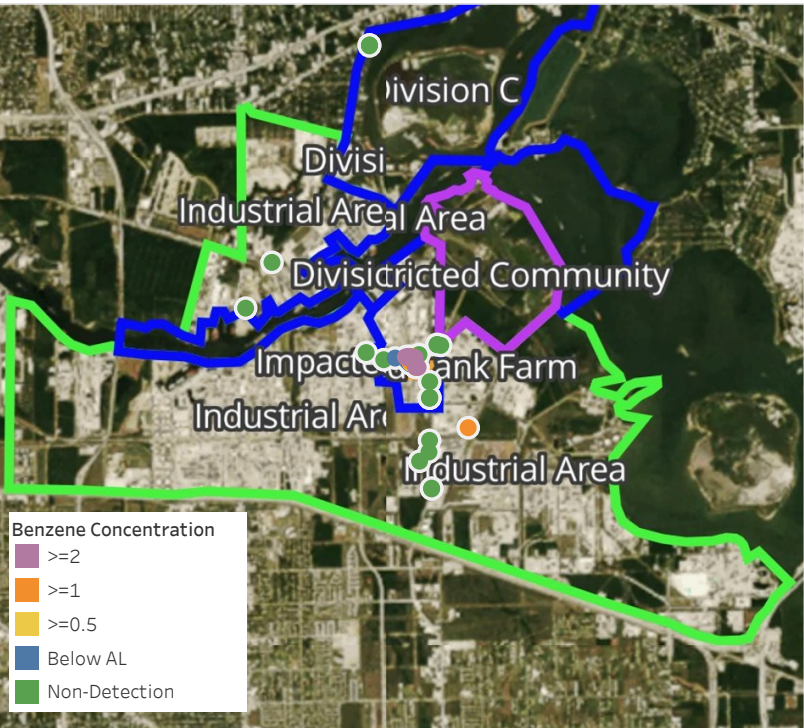 Division C
Divisi
Industrial Are
al Area
Divisi
tricted Community
Impacte
ank Farm
Industrial Ar
Industrial Area
Benzene Concentration
>=2
>=1
>=0.5
Below AL
Non-Detection